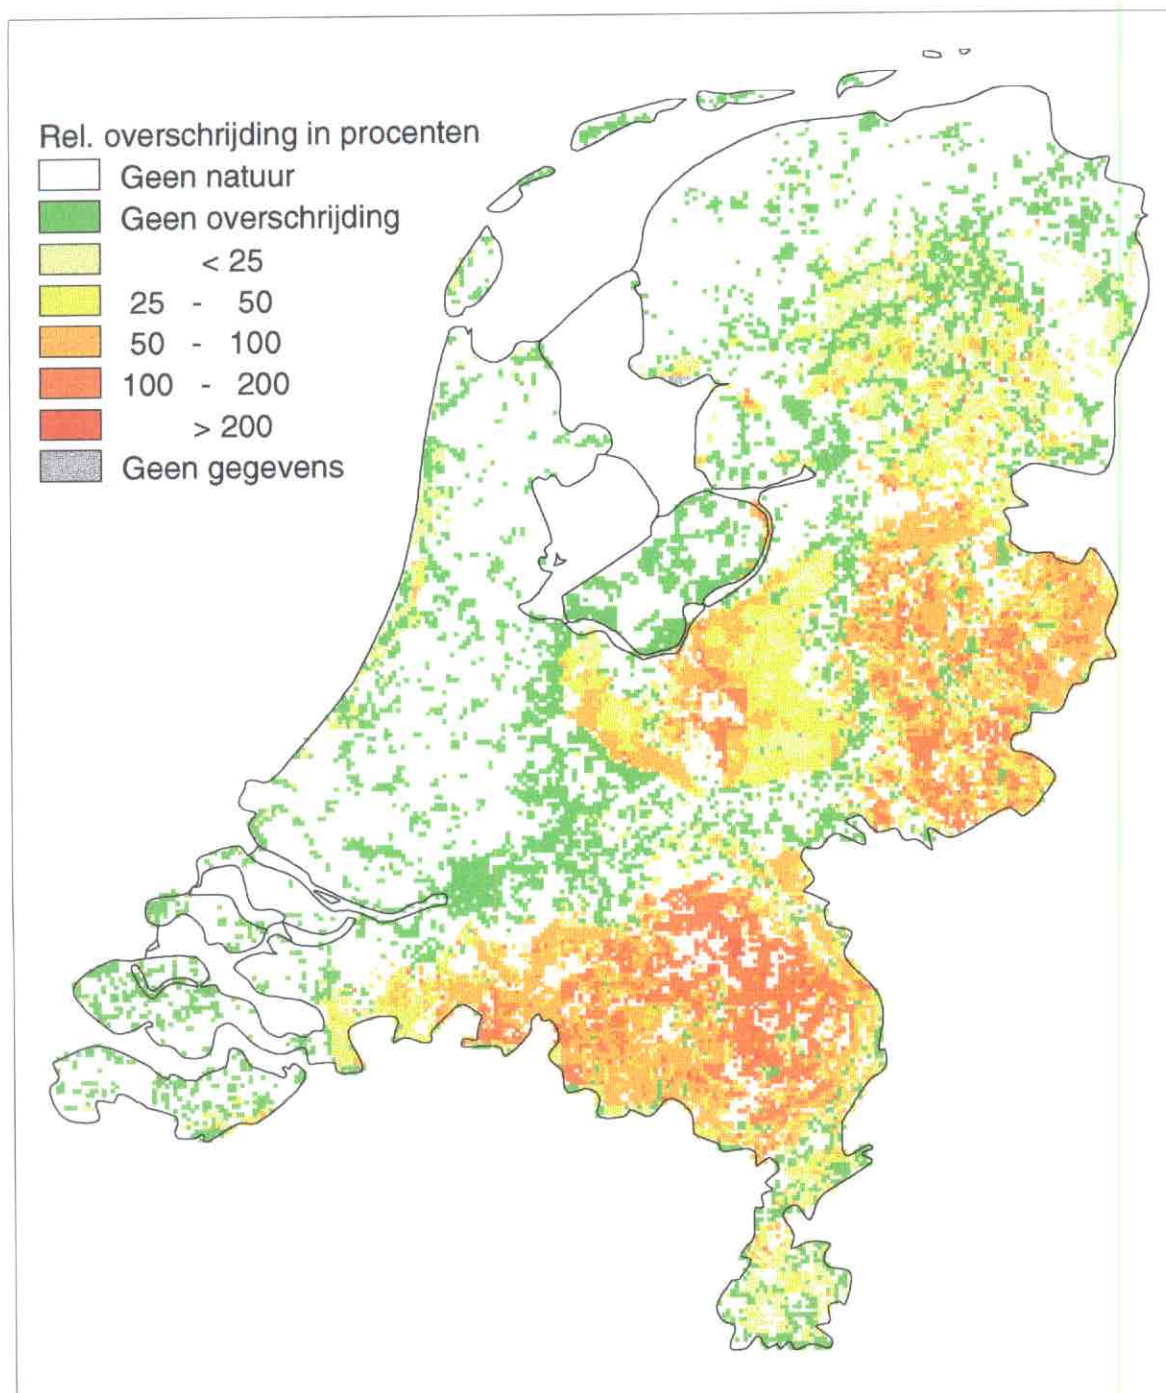 Rel. overschrijding in procenten
Geen natuur
Geen overschrijding
< 25
25 - 50
50 - 100
100 - 200
> 200
Geen gegevens